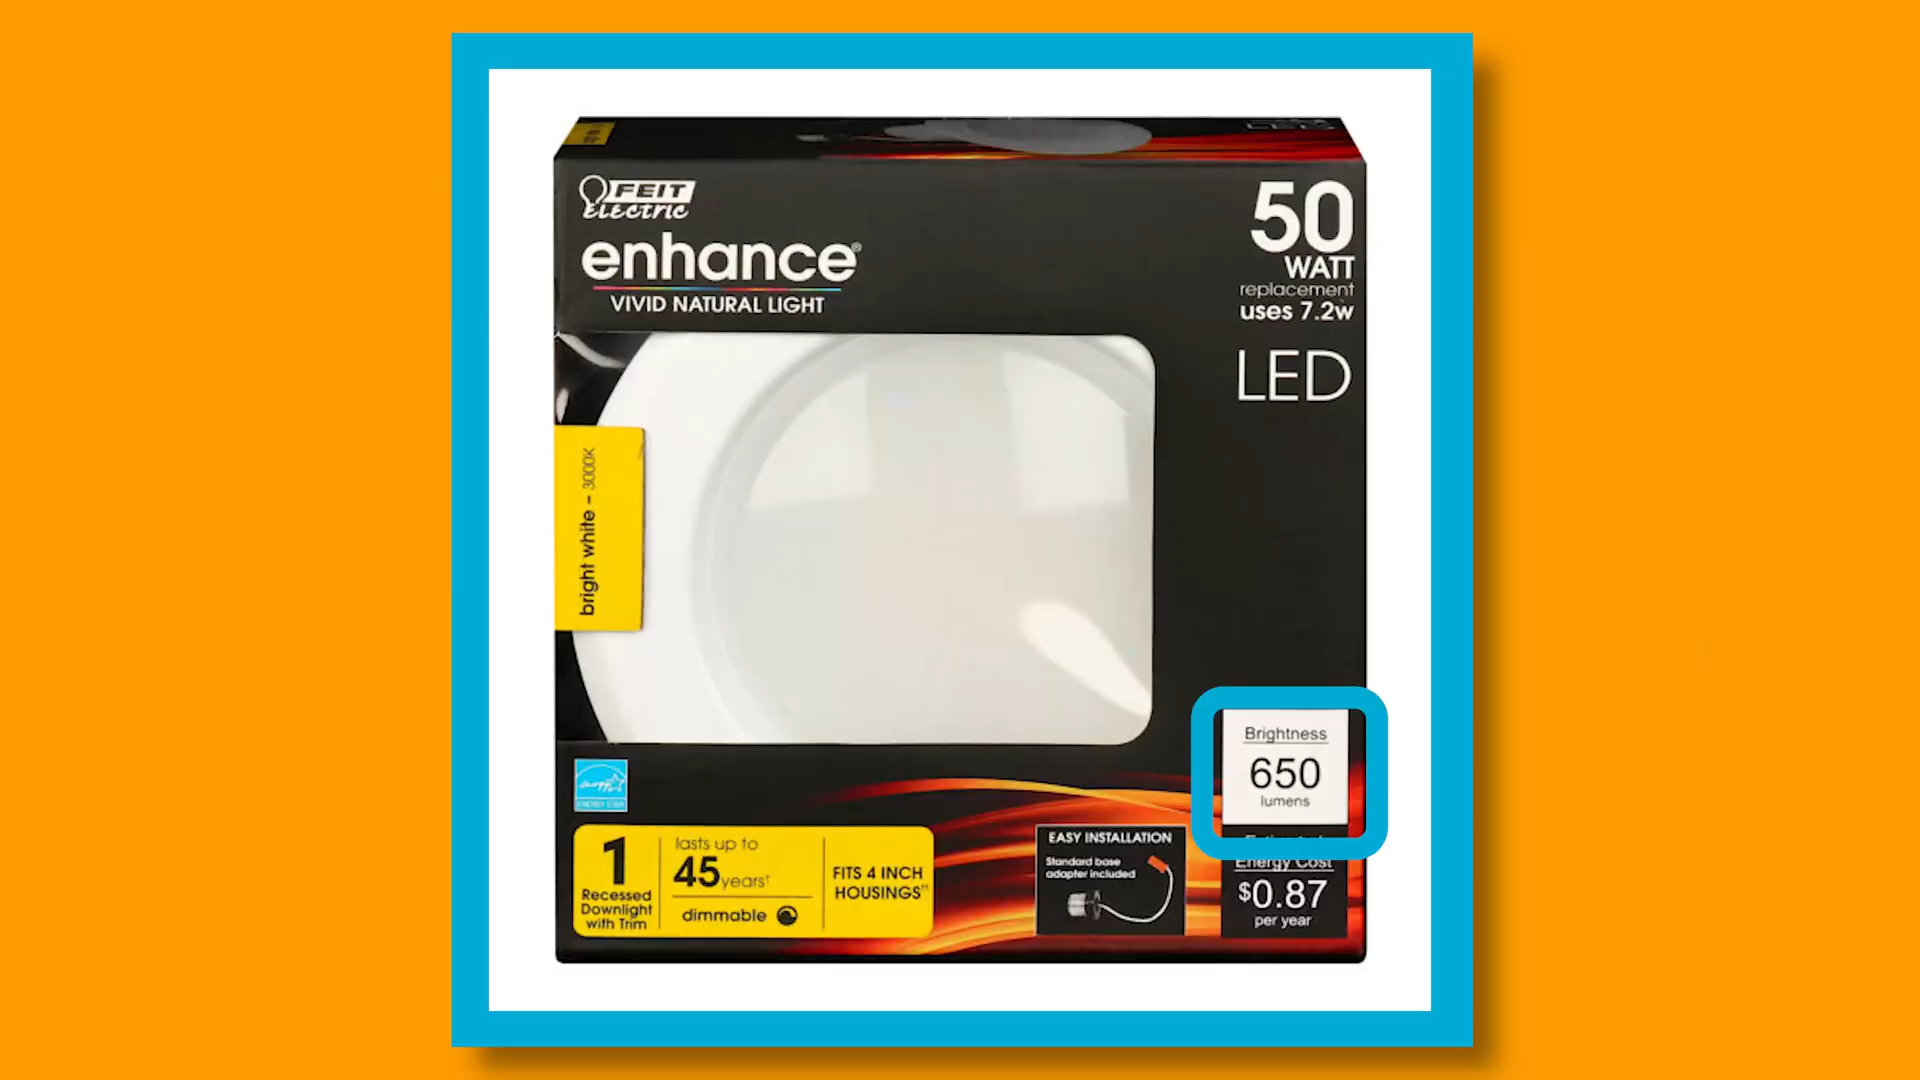 FEIT
ELECTRIC
enhance®
VIVID NATURAL LIGHT
50
WATT
replacement
uses 7.2w
LED
bright white - 3000K
Brightness
650
lumens
Energy Cost
$0.87
per year
ENERGY STAR
1
Recessed
Downlight
with Trim
lasts up to
45 years†
dimmable
FITS 4 INCH
HOUSINGS††
EASY INSTALLATION
Standard base
adapter included